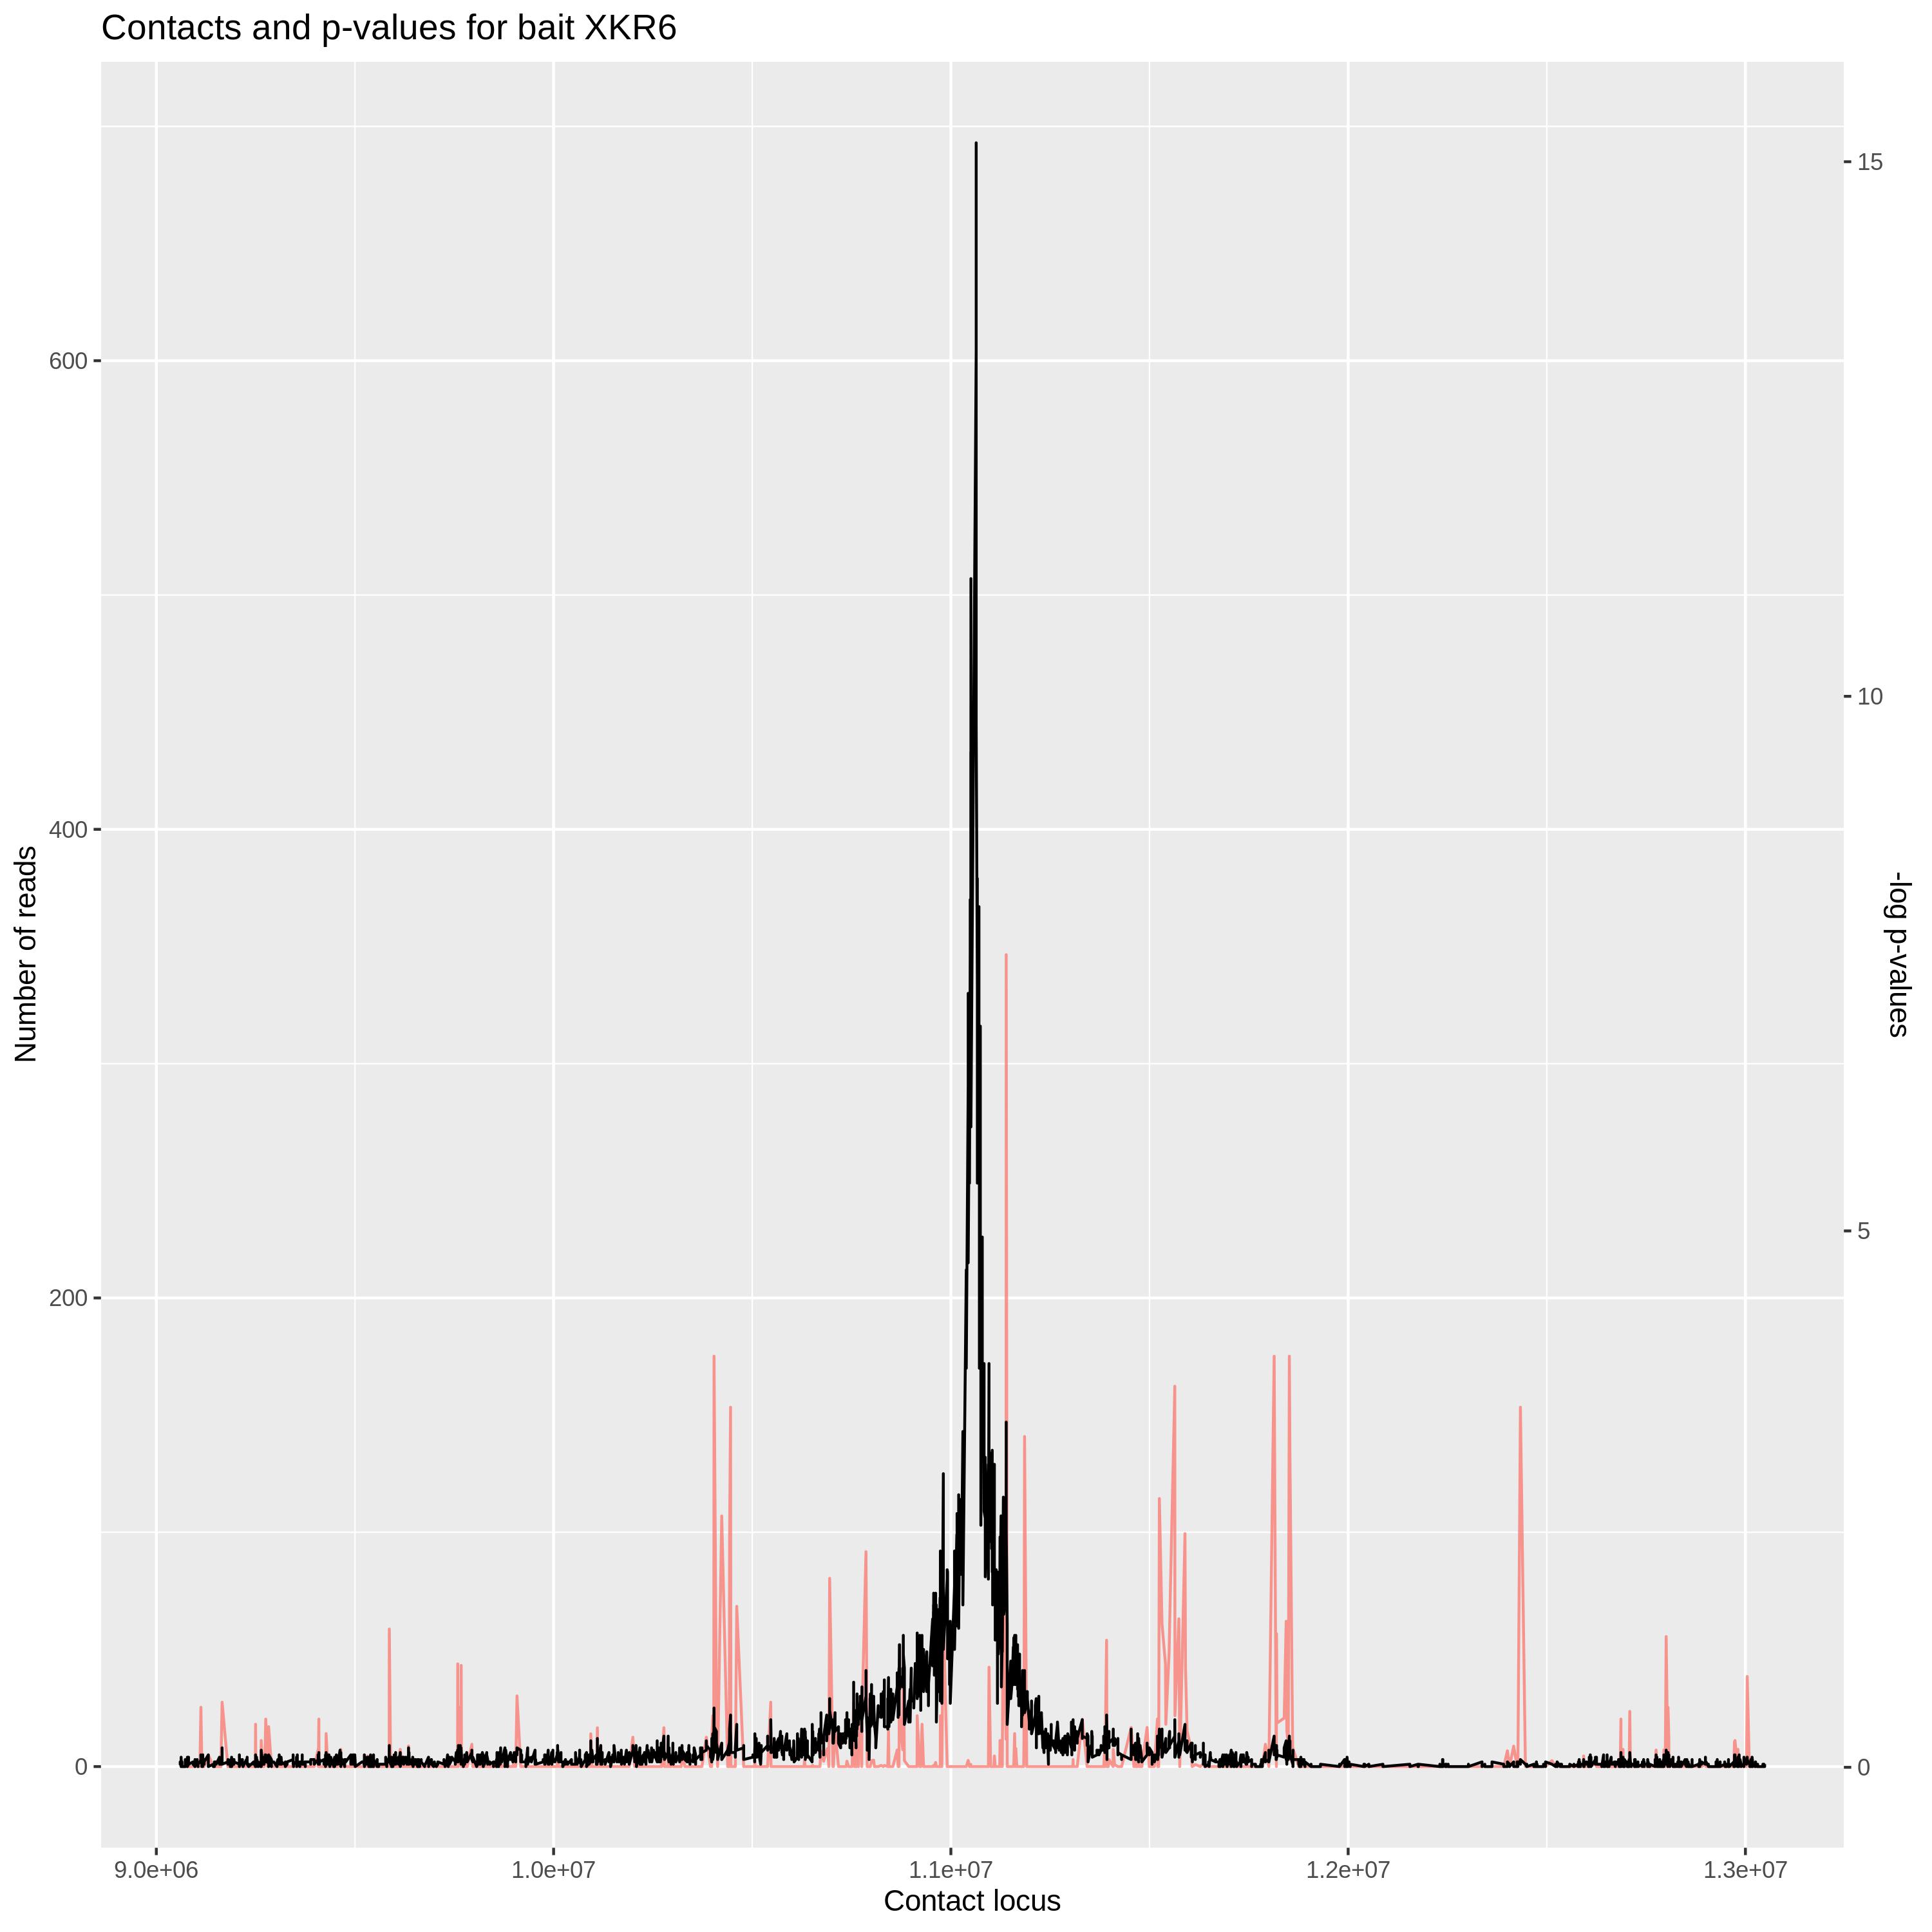 Contacts and p-values for bait XKR6
15
600
10
400
Number of reads
-log p-values
5
200
0
0
9.0e+06
1.0e+07
1.1e+07
1.2e+07
1.3e+07
Contact locus